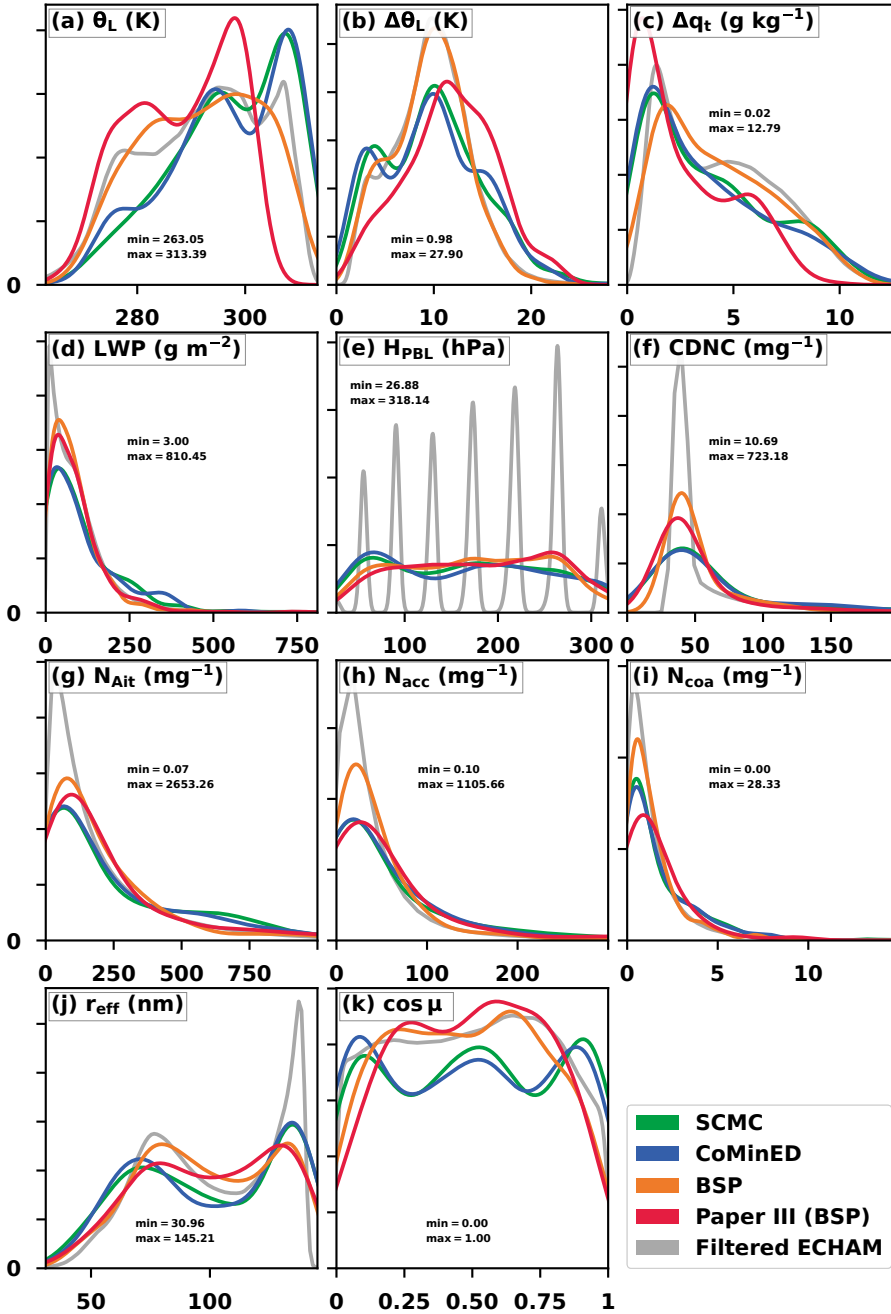 (a) θL (K)
min = 263.05
max = 313.39
0
280
300
(b) ΔθL (K)
min = 0.98
max = 27.90
0
10
20
(c) Δqt (g kg⁻¹)
min = 0.02
max = 12.79
0
5
10
(d) LWP (g m⁻²)
min = 3.00
max = 810.45
0
0
250
500
750
(e) HPBL (hPa)
min = 26.88
max = 318.14
100
200
300
(f) CDNC (mg⁻¹)
min = 10.69
max = 723.18
0
50
100
150
(g) NAit (mg⁻¹)
min = 0.07
max = 2653.26
0
0
250
500
750
(h) Nacc (mg⁻¹)
min = 0.10
max = 1105.66
0
100
200
(i) Ncoa (mg⁻¹)
min = 0.00
max = 28.33
0
5
10
(j) reff (nm)
min = 30.96
max = 145.21
0
50
100
(k) cos μ
min = 0.00
max = 1.00
0
0.25
0.50
0.75
1
SCMC
CoMinED
BSP
Paper III (BSP)
Filtered ECHAM